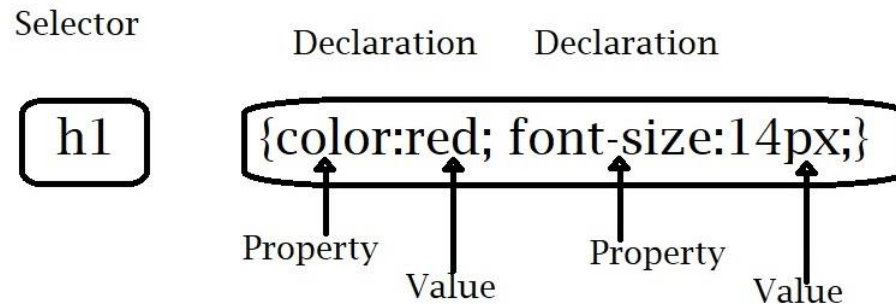 Selector
Declaration Declaration
h1 {color:red; font-size:14px;}
Property Property
Value Value